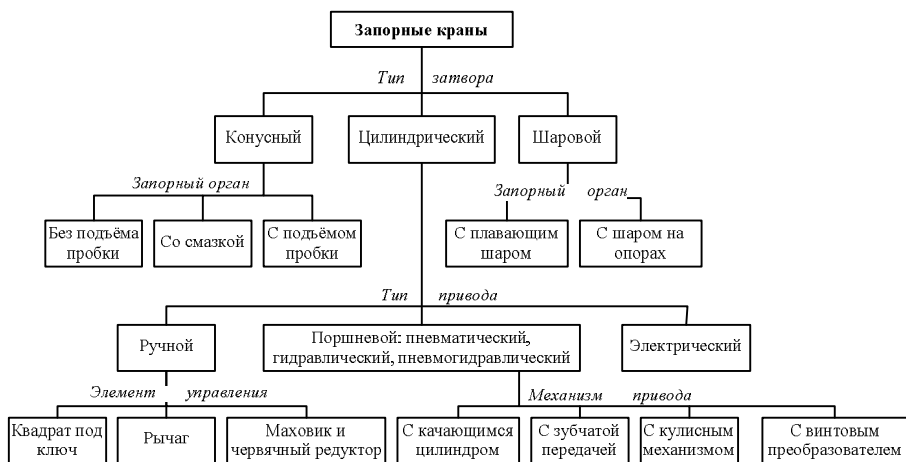 Запорные краны
Тип затвора
Конусный
Цилиндрический
Шаровой
Запорный орган
Запорный орган
Без подъёма
пробки
Со смазкой
С подъёмом
пробки
С плавающим
шаром
С шаром на
опорах
Тип привода
Ручной
Поршневой: пневматический,
гидравлический, пневмогидравлический
Электрический
Элемент управления
Механизм привода
Квадрат под
ключ
Рычаг
Маховик и
червячный редуктор
С качающимся
цилиндром
С зубчатой
передачей
С кулисным
механизмом
С винтовым
преобразователем